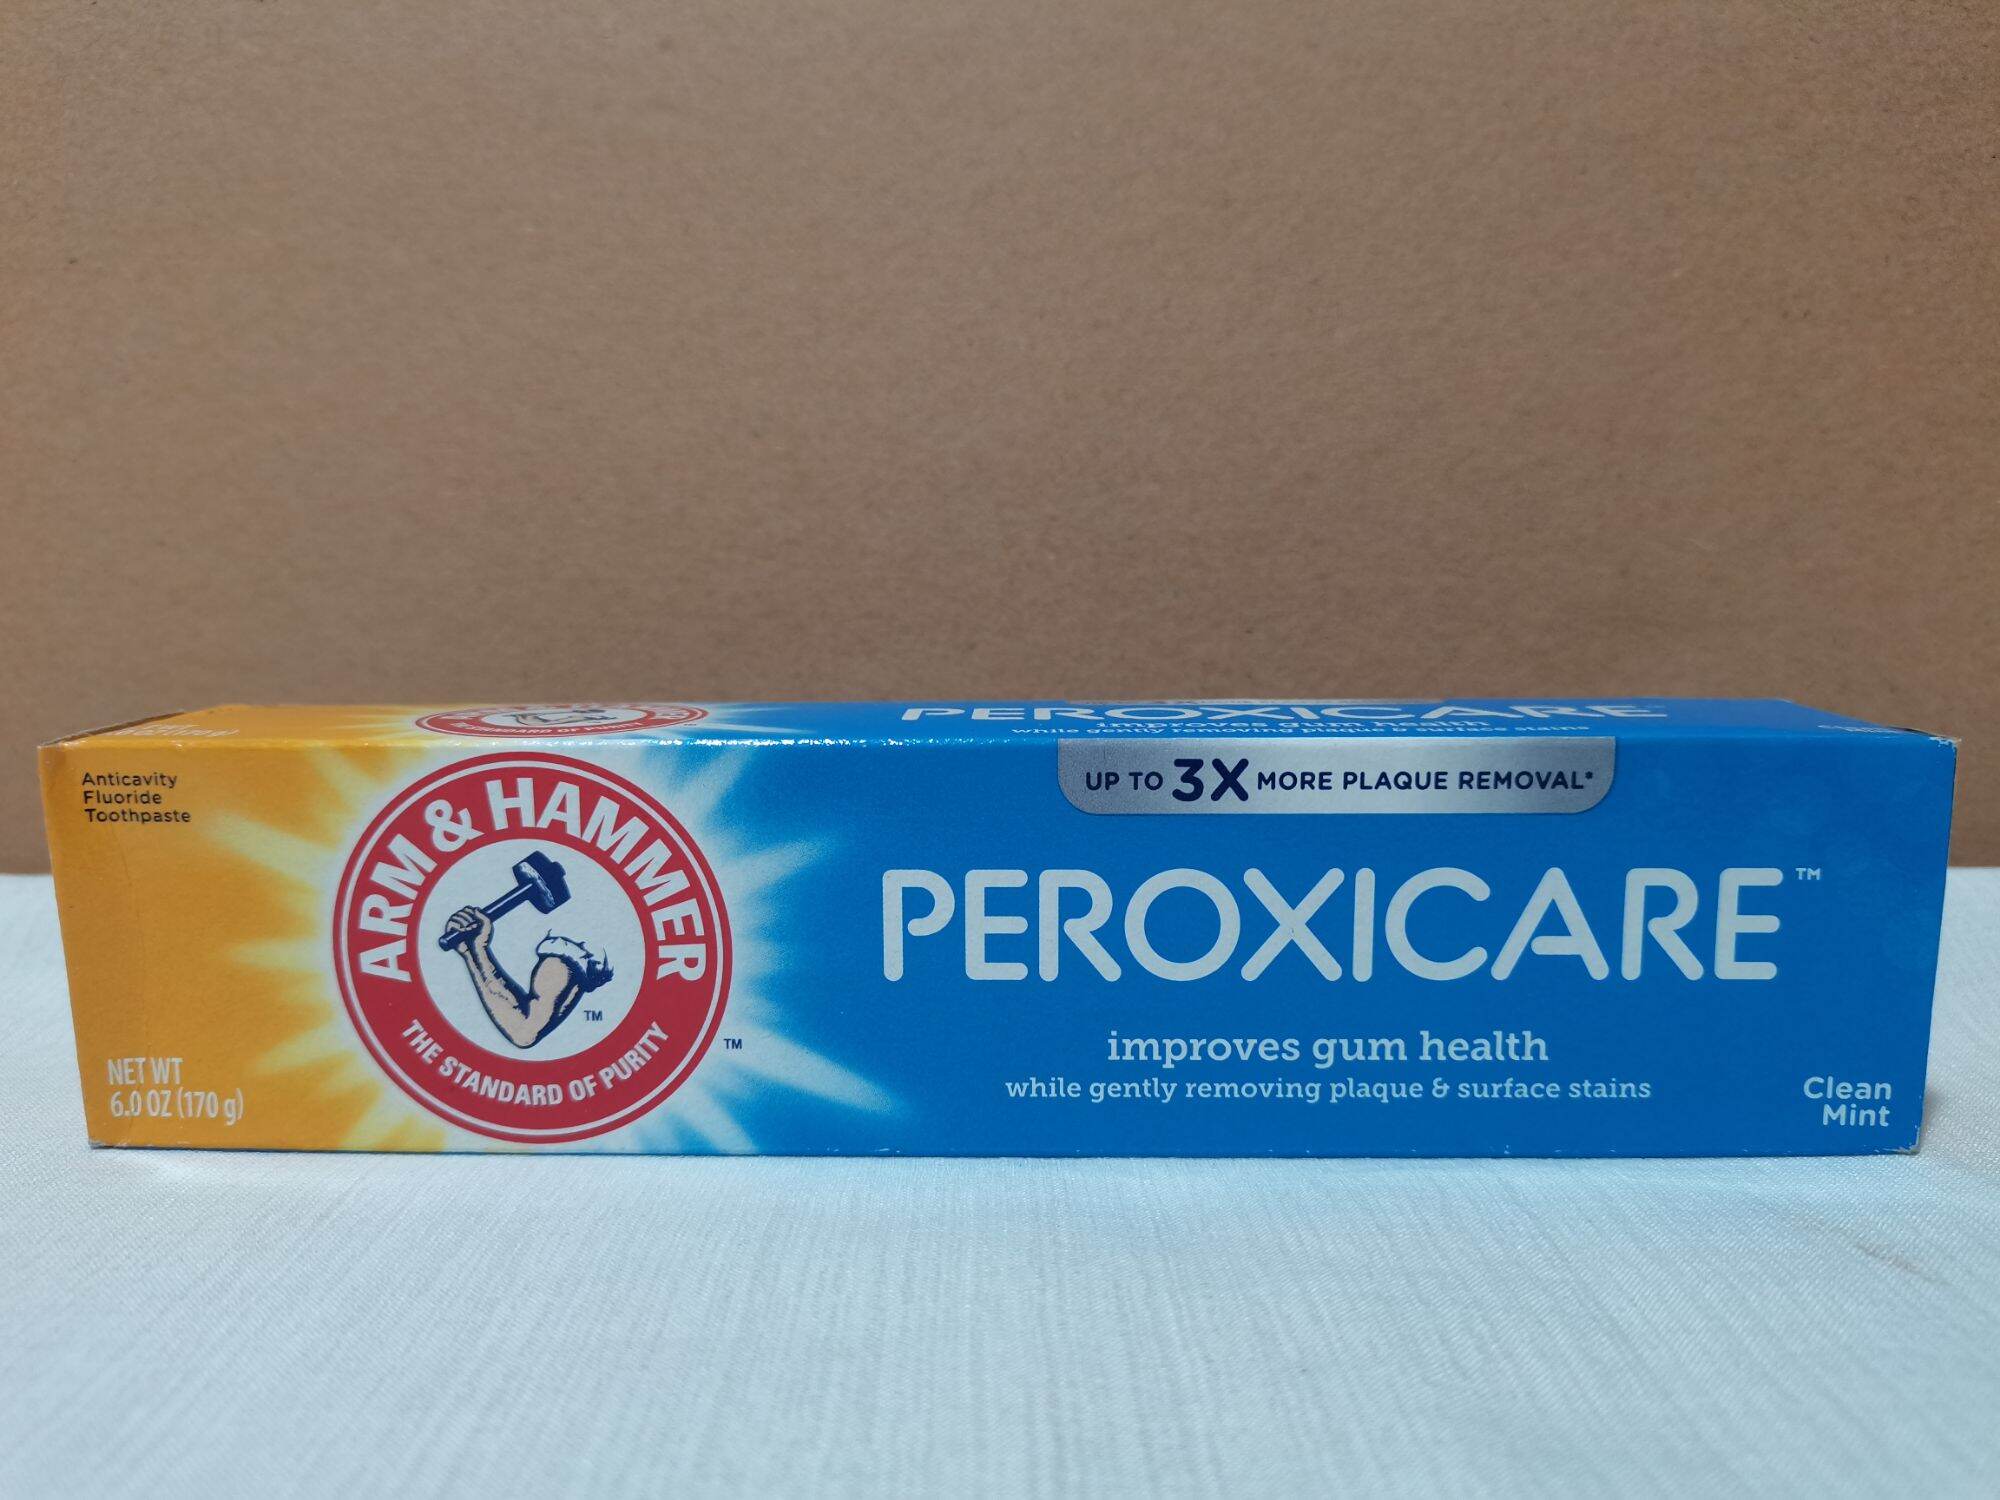 PEROXICARE
improves gum health
while gently removing plaque & surface stains
Anticavity
Fluoride
Toothpaste
ARM & HAMMER
THE STANDARD OF PURITY
TM
TM
NET WT
6.0 OZ (170 g)
UP TO 3X MORE PLAQUE REMOVAL*
PEROXICARE™
improves gum health
while gently removing plaque & surface stains
Clean
Mint